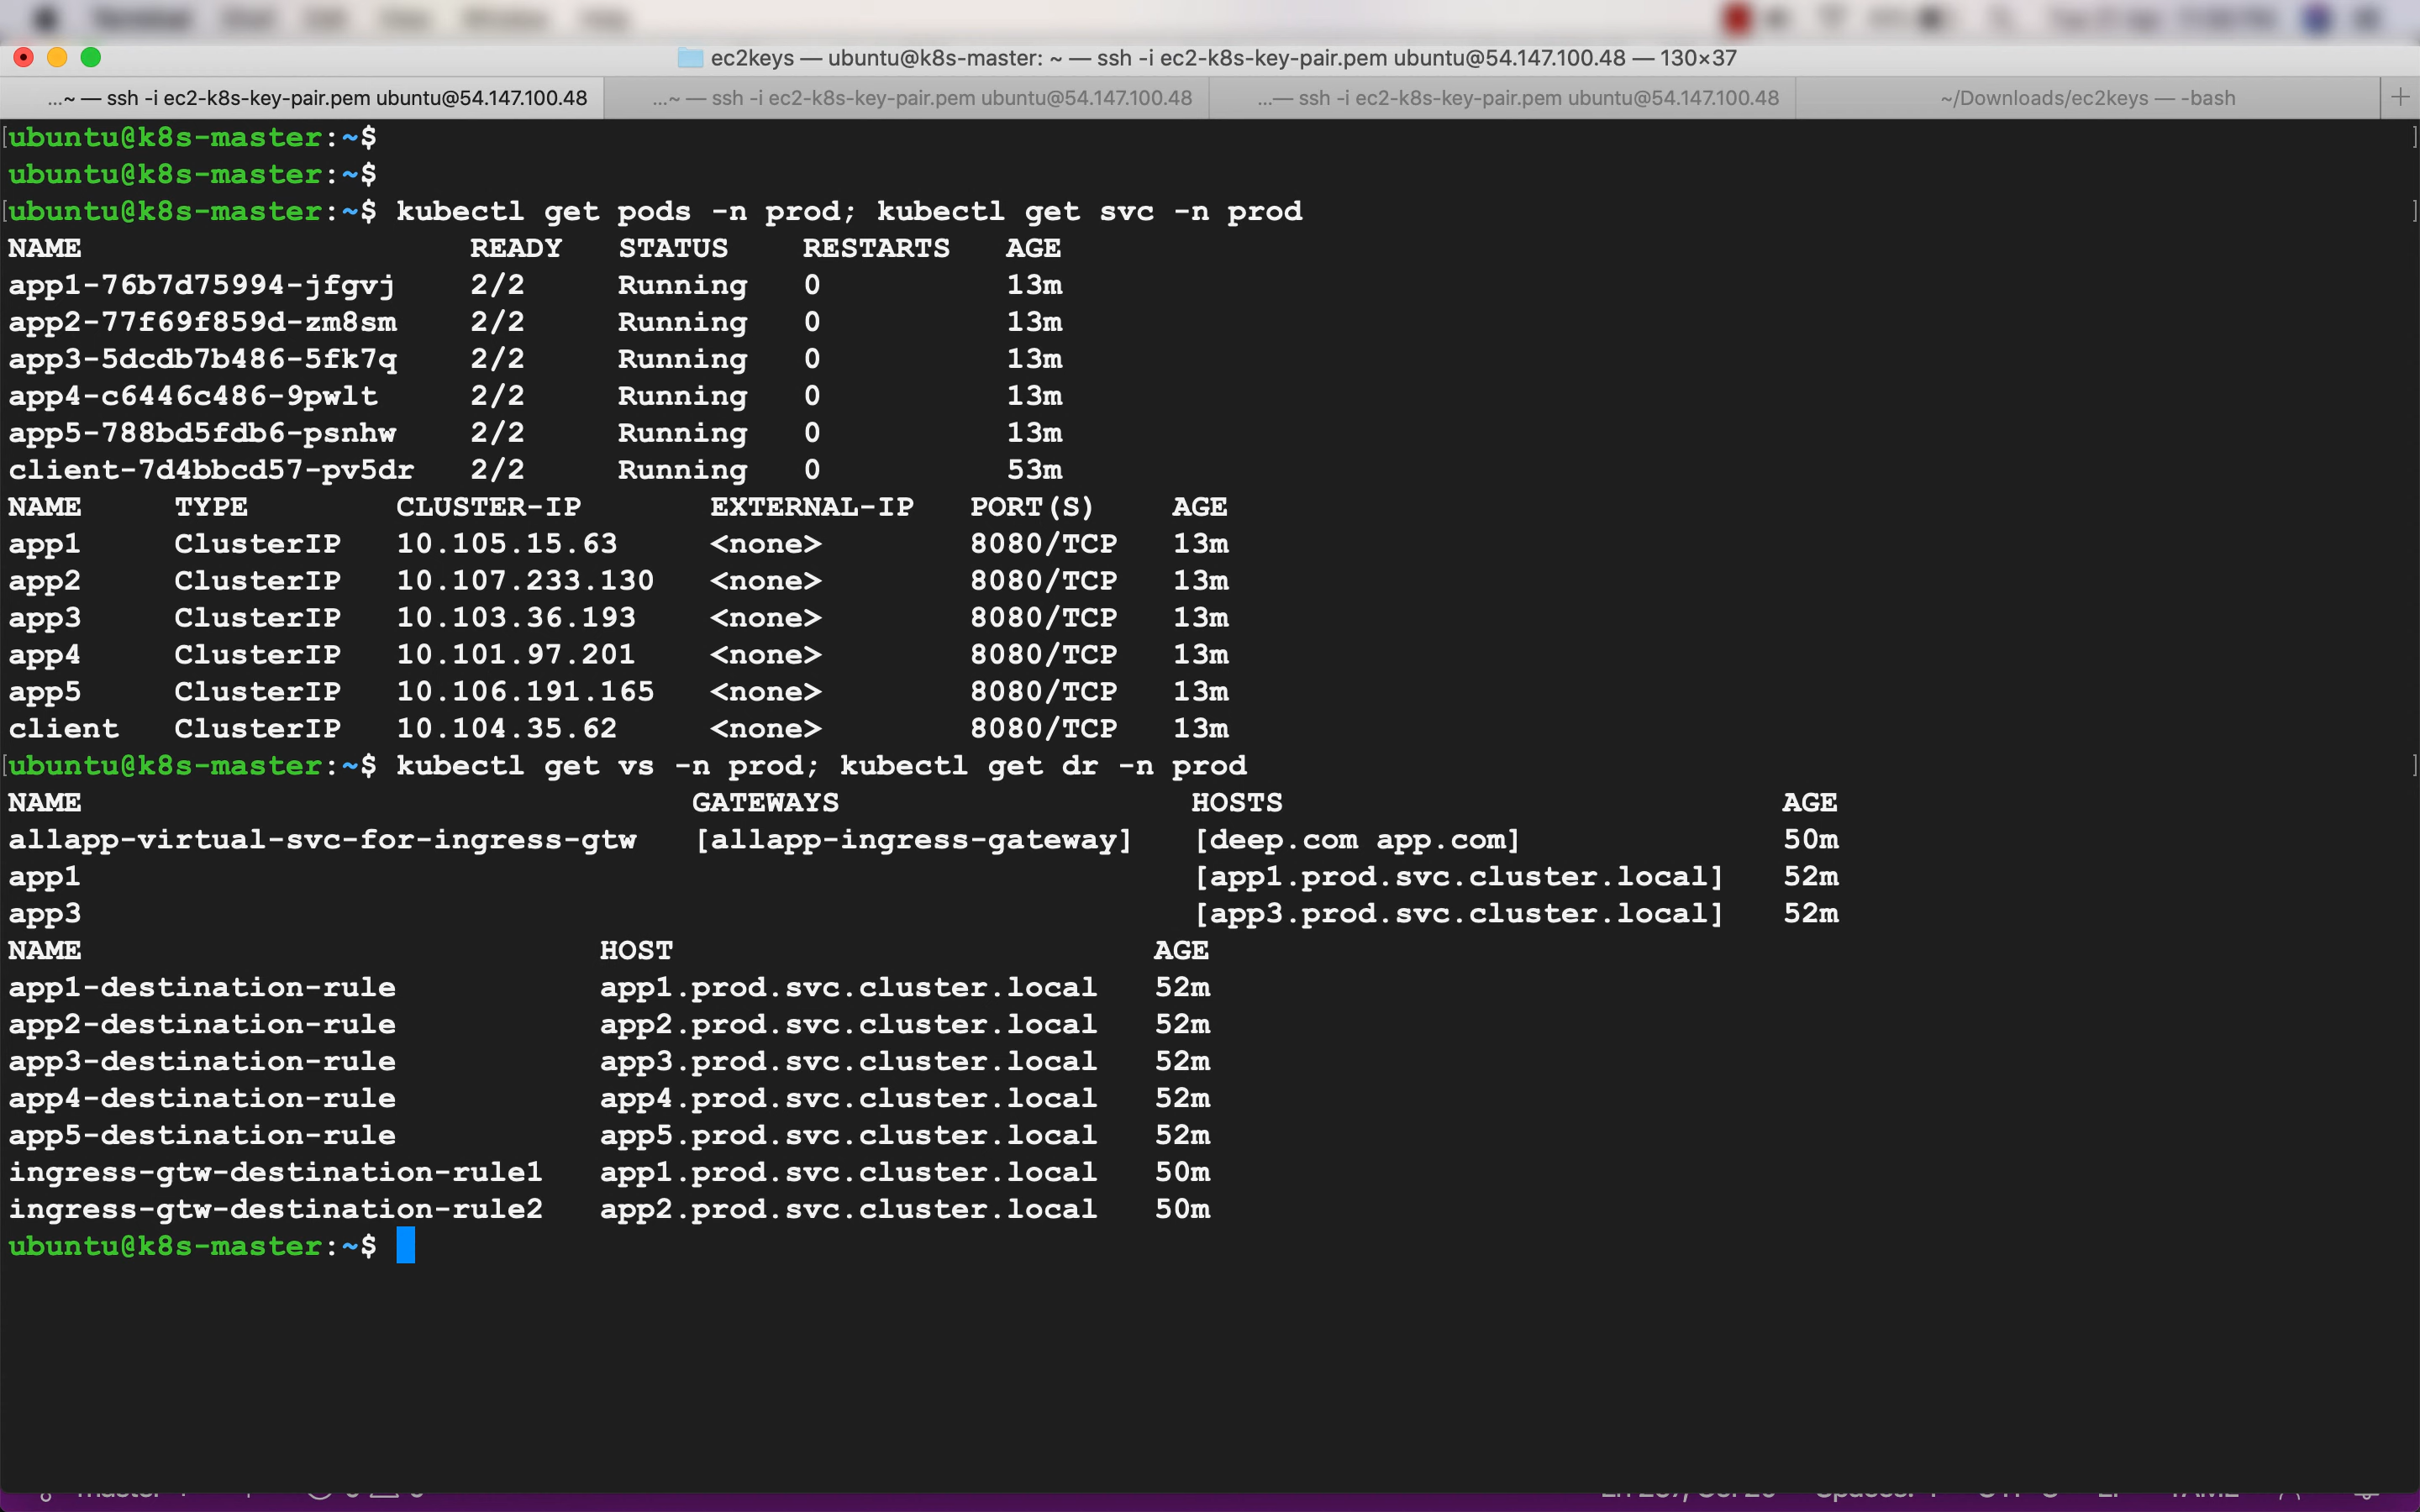 ec2keys — ubuntu@k8s-master: ~ — ssh -i ec2-k8s-key-pair.pem ubuntu@54.147.100.48 — 130×37
...~ — ssh -i ec2-k8s-key-pair.pem ubuntu@54.147.100.48 ...~ — ssh -i ec2-k8s-key-pair.pem ubuntu@54.147.100.48 ...— ssh -i ec2-k8s-key-pair.pem ubuntu@54.147.100.48 ~/Downloads/ec2keys — -bash +
[ubuntu@k8s-master:~$ ]
ubuntu@k8s-master:~$
[ubuntu@k8s-master:~$ kubectl get pods -n prod; kubectl get svc -n prod ]
NAME READY STATUS RESTARTS AGE
app1-76b7d75994-jfgvj 2/2 Running 0 13m
app2-77f69f859d-zm8sm 2/2 Running 0 13m
app3-5dcdb7b486-5fk7q 2/2 Running 0 13m
app4-c6446c486-9pwlt 2/2 Running 0 13m
app5-788bd5fdb6-psnhw 2/2 Running 0 13m
client-7d4bbcd57-pv5dr 2/2 Running 0 53m
NAME TYPE CLUSTER-IP EXTERNAL-IP PORT(S) AGE
app1 ClusterIP 10.105.15.63 <none> 8080/TCP 13m
app2 ClusterIP 10.107.233.130 <none> 8080/TCP 13m
app3 ClusterIP 10.103.36.193 <none> 8080/TCP 13m
app4 ClusterIP 10.101.97.201 <none> 8080/TCP 13m
app5 ClusterIP 10.106.191.165 <none> 8080/TCP 13m
client ClusterIP 10.104.35.62 <none> 8080/TCP 13m
[ubuntu@k8s-master:~$ kubectl get vs -n prod; kubectl get dr -n prod ]
NAME GATEWAYS HOSTS AGE
allapp-virtual-svc-for-ingress-gtw [allapp-ingress-gateway] [deep.com app.com] 50m
app1 [app1.prod.svc.cluster.local] 52m
app3 [app3.prod.svc.cluster.local] 52m
NAME HOST AGE
app1-destination-rule app1.prod.svc.cluster.local 52m
app2-destination-rule app2.prod.svc.cluster.local 52m
app3-destination-rule app3.prod.svc.cluster.local 52m
app4-destination-rule app4.prod.svc.cluster.local 52m
app5-destination-rule app5.prod.svc.cluster.local 52m
ingress-gtw-destination-rule1 app1.prod.svc.cluster.local 50m
ingress-gtw-destination-rule2 app2.prod.svc.cluster.local 50m
ubuntu@k8s-master:~$